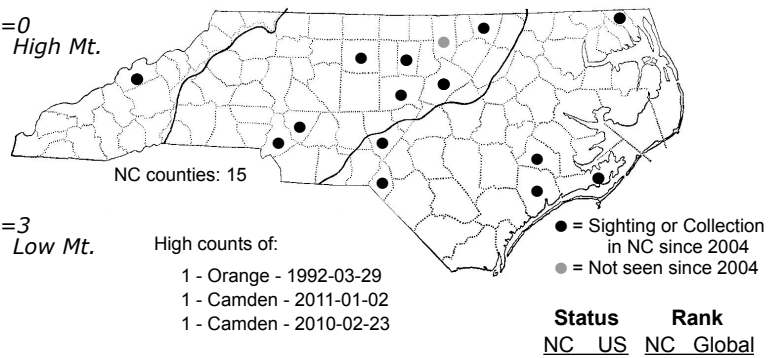 =0
High Mt.
NC counties: 15
=3
Low Mt.
High counts of:
1 - Orange - 1992-03-29
1 - Camden - 2011-01-02
1 - Camden - 2010-02-23
● = Sighting or Collection
in NC since 2004
● = Not seen since 2004
Status Rank
NC US NC Global